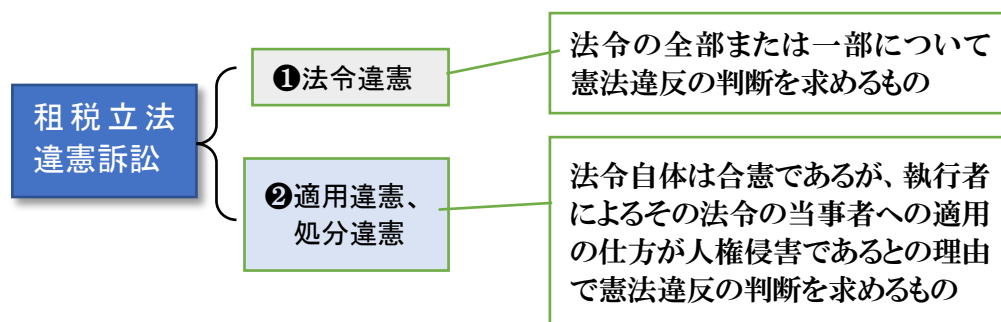 租税立法
違憲訴訟
❶法令違憲
法令の全部または一部について
憲法違反の判断を求めるもの
❷適用違憲、
処分違憲
法令自体は合憲であるが、執行者
によるその法令の当事者への適用
の仕方が人権侵害であるとの理由
で憲法違反の判断を求めるもの